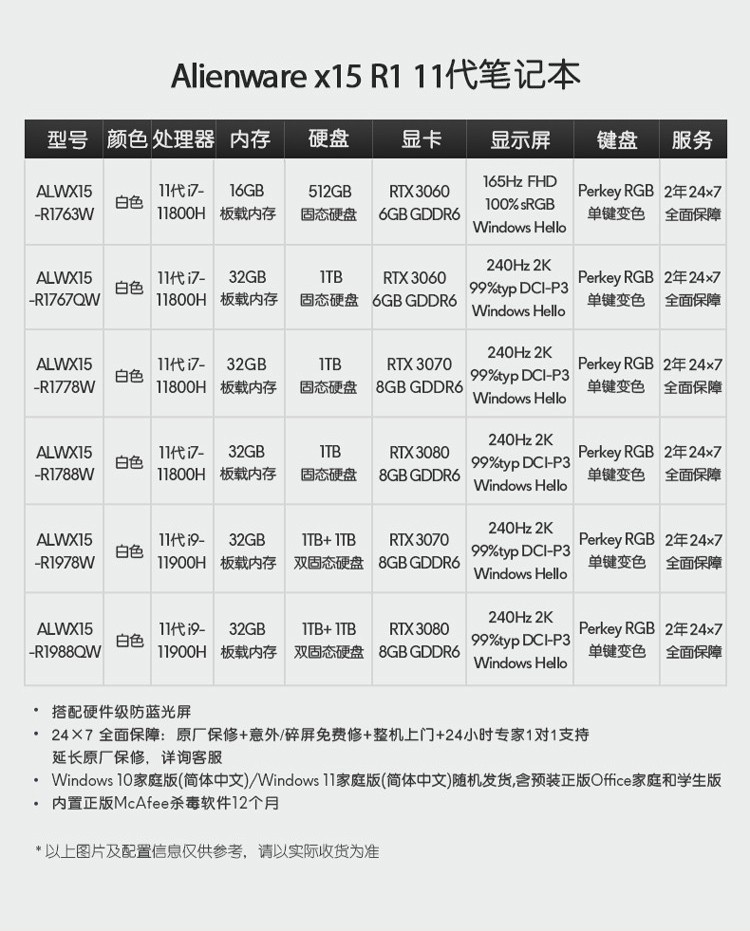 Alienware x15 R1 11代笔记本
型号 颜色 处理器 内存 硬盘 显卡 显示屏 键盘 服务
ALWX15 -R1763W 白色 11代 i7-11800H 16GB 板载内存 512GB 固态硬盘 RTX 3060 6GB GDDR6 165Hz FHD 100% sRGB Windows Hello Perkey RGB 单键变色 2年 24×7 全面保障
ALWX15 -R1767QW 白色 11代 i7-11800H 32GB 板载内存 1TB 固态硬盘 RTX 3060 6GB GDDR6 240Hz 2K 99%typ DCI-P3 Windows Hello Perkey RGB 单键变色 2年 24×7 全面保障
ALWX15 -R1778W 白色 11代 i7-11800H 32GB 板载内存 1TB 固态硬盘 RTX 3070 8GB GDDR6 240Hz 2K 99%typ DCI-P3 Windows Hello Perkey RGB 单键变色 2年 24×7 全面保障
ALWX15 -R1788W 白色 11代 i7-11800H 32GB 板载内存 1TB 固态硬盘 RTX 3080 8GB GDDR6 240Hz 2K 99%typ DCI-P3 Windows Hello Perkey RGB 单键变色 2年 24×7 全面保障
ALWX15 -R1978W 白色 11代 i9-11900H 32GB 板载内存 1TB+ 1TB 双固态硬盘 RTX 3070 8GB GDDR6 240Hz 2K 99%typ DCI-P3 Windows Hello Perkey RGB 单键变色 2年 24×7 全面保障
ALWX15 -R1988QW 白色 11代 i9-11900H 32GB 板载内存 1TB+ 1TB 双固态硬盘 RTX 3080 8GB GDDR6 240Hz 2K 99%typ DCI-P3 Windows Hello Perkey RGB 单键变色 2年 24×7 全面保障
• 搭配硬件级防蓝光屏
• 24×7 全面保障：原厂保修+意外/碎屏免费修+整机上门+24小时专家1对1支持
延长原厂保修，详询客服
• Windows 10家庭版(简体中文)/Windows 11家庭版(简体中文)随机发货,含预装正版Office家庭和学生版
• 内置正版McAfee杀毒软件12个月
* 以上图片及配置信息仅供参考，请以实际收货为准